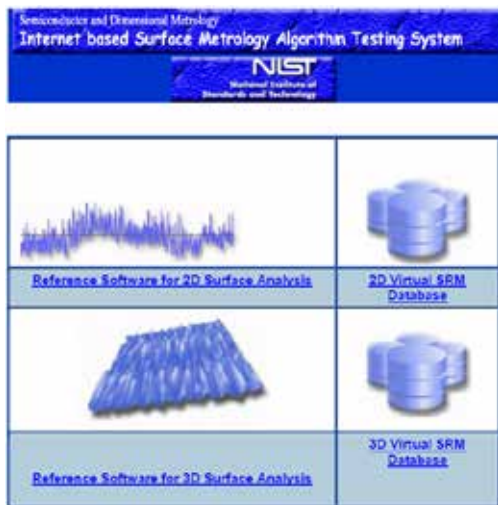 Semiconductor and Dimensional Metrology
Internet based Surface Metrology Algorithm Testing System
NIST
National Institute of
Standards and Technology
Reference Software for 2D Surface Analysis
2D Virtual SRM
Database
Reference Software for 3D Surface Analysis
3D Virtual SRM
Database